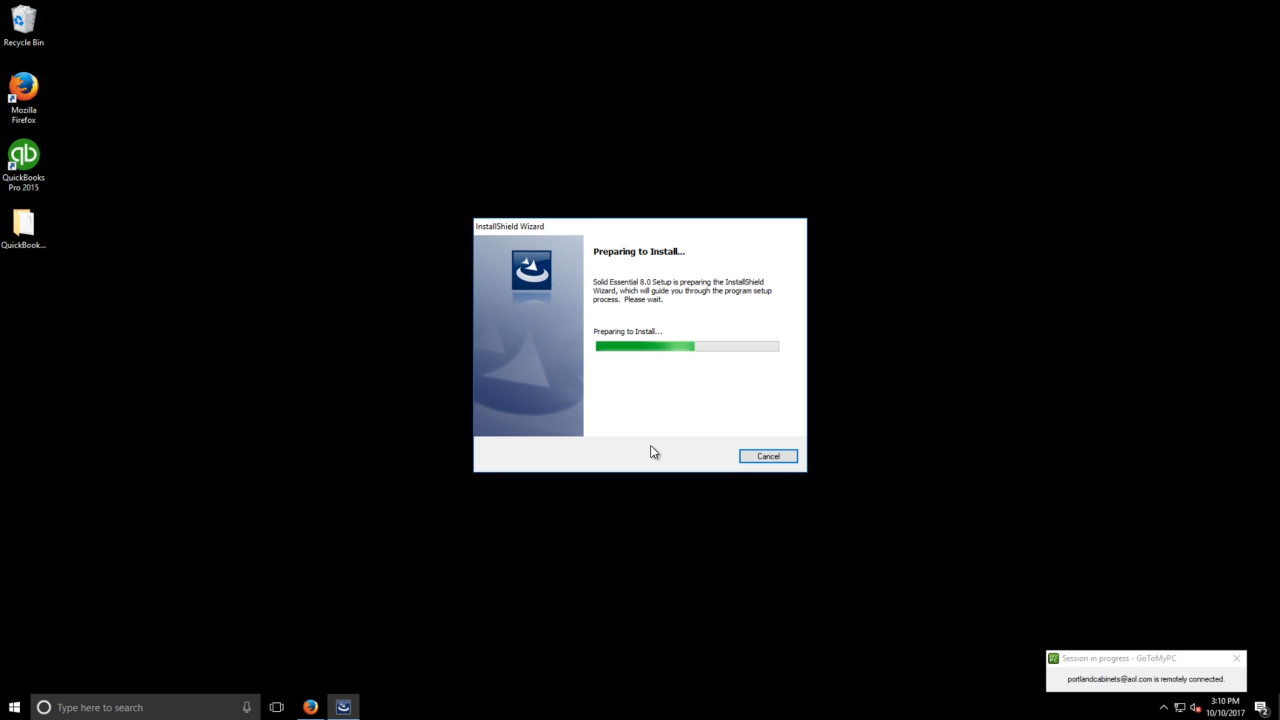 Recycle Bin
Mozilla
Firefox
qb
QuickBooks
Pro 2015
QuickBook...
InstallShield Wizard
Preparing to Install...
Solid Essential 8.0 Setup is preparing the InstallShield
Wizard, which will guide you through the program setup
process. Please wait.
Preparing to Install...
Cancel
Session in progress - GoToMyPC
portlandcabinets@aol.com is remotely connected.
Type here to search
3:10 PM
10/10/2017
2